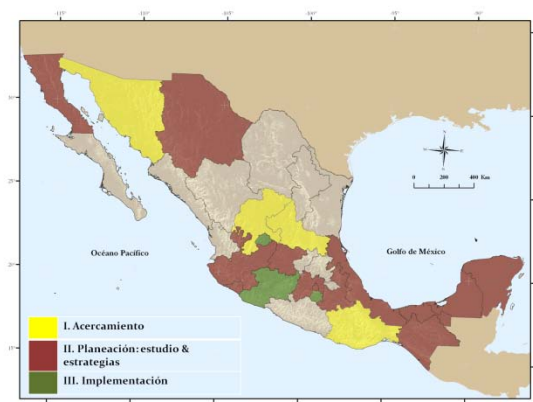 Océano Pacífico
Golfo de México
0 200 400 Km
I. Acercamiento
II. Planeación: estudio &
estrategias
III. Implementación